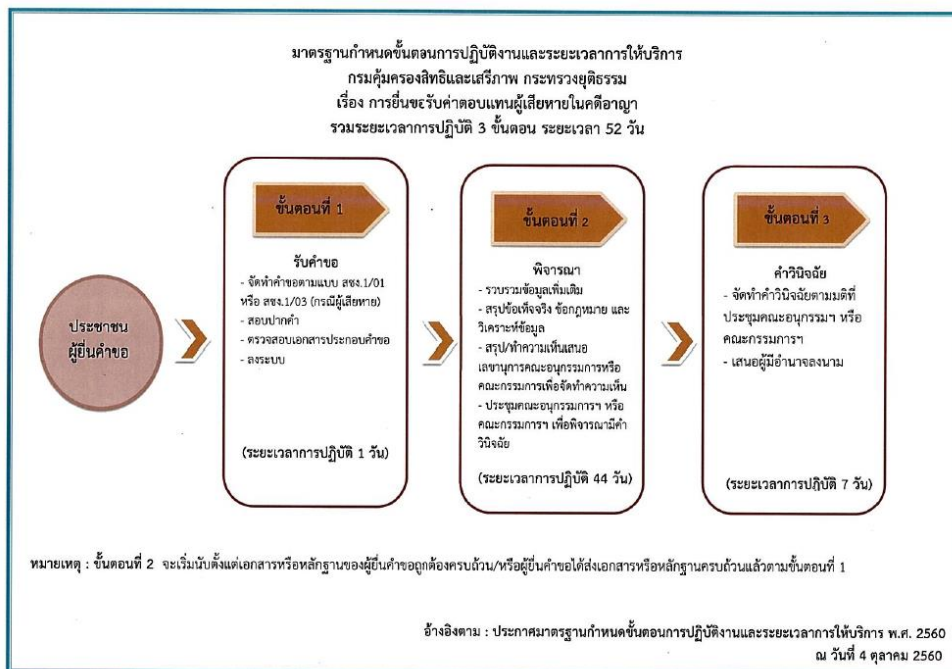 มาตรฐานกำหนดขั้นตอนการปฏิบัติงานและระยะเวลาการให้บริการ
กรมคุ้มครองสิทธิและเสรีภาพ กระทรวงยุติธรรม
เรื่อง การยื่นขอรับค่าตอบแทนผู้เสียหายในคดีอาญา
รวมระยะเวลาการปฏิบัติ 3 ขั้นตอน ระยะเวลา 52 วัน
ประชาชน
ผู้ยื่นคำขอ
ขั้นตอนที่ 1
รับคำขอ
- จัดทำคำขอตามแบบ สชง.1/01
หรือ สชง.1/03 (กรณีผู้เสียหาย)
- สอบปากคำ
- ตรวจสอบเอกสารประกอบคำขอ
- ลงระบบ
(ระยะเวลาการปฏิบัติ 1 วัน)
ขั้นตอนที่ 2
พิจารณา
- รวบรวมข้อมูลเพิ่มเติม
- สรุปข้อเท็จจริง ข้อกฎหมาย และ
วิเคราะห์ข้อมูล
- สรุป/ทำความเห็นเสนอ
เลขานุการคณะอนุกรรมการหรือ
คณะกรรมการเพื่อจัดทำความเห็น
- ประชุมคณะอนุกรรมการฯ หรือ
คณะกรรมการฯ เพื่อพิจารณามีคำ
วินิจฉัย
(ระยะเวลาการปฏิบัติ 44 วัน)
ขั้นตอนที่ 3
คำวินิจฉัย
- จัดทำคำวินิจฉัยตามมติที่
ประชุมคณะอนุกรรมฯ หรือ
คณะกรรมการฯ
- เสนอผู้มีอำนาจลงนาม
(ระยะเวลาการปฏิบัติ 7 วัน)
หมายเหตุ : ขั้นตอนที่ 2 จะเริ่มนับตั้งแต่เอกสารหรือหลักฐานของผู้ยื่นคำขอถูกต้องครบถ้วน/หรือผู้ยื่นคำขอได้ส่งเอกสารหรือหลักฐานครบถ้วนแล้วตามขั้นตอนที่ 1
อ้างอิงตาม : ประกาศมาตรฐานกำหนดขั้นตอนการปฏิบัติงานและระยะเวลาการให้บริการ พ.ศ. 2560
ณ วันที่ 4 ตุลาคม 2560